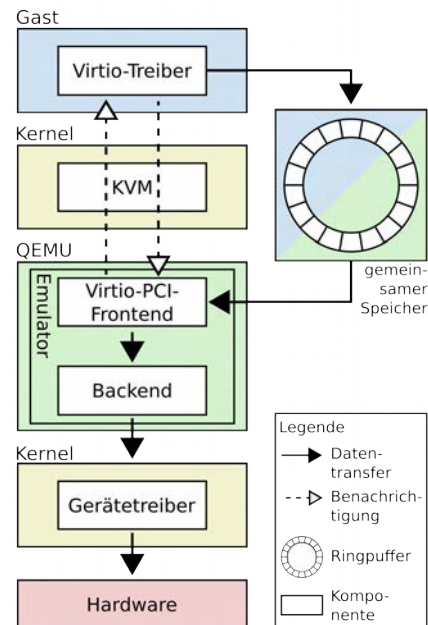 Gast
Virtio-Treiber
Kernel
KVM
QEMU
Emulator
Virtio-PCI-
Frontend
Backend
gemein-
samer
Speicher
Kernel
Gerätetreiber
Hardware
Legende
Daten-
transfer
Benachrich-
tigung
Ringpuffer
Kompo-
nente